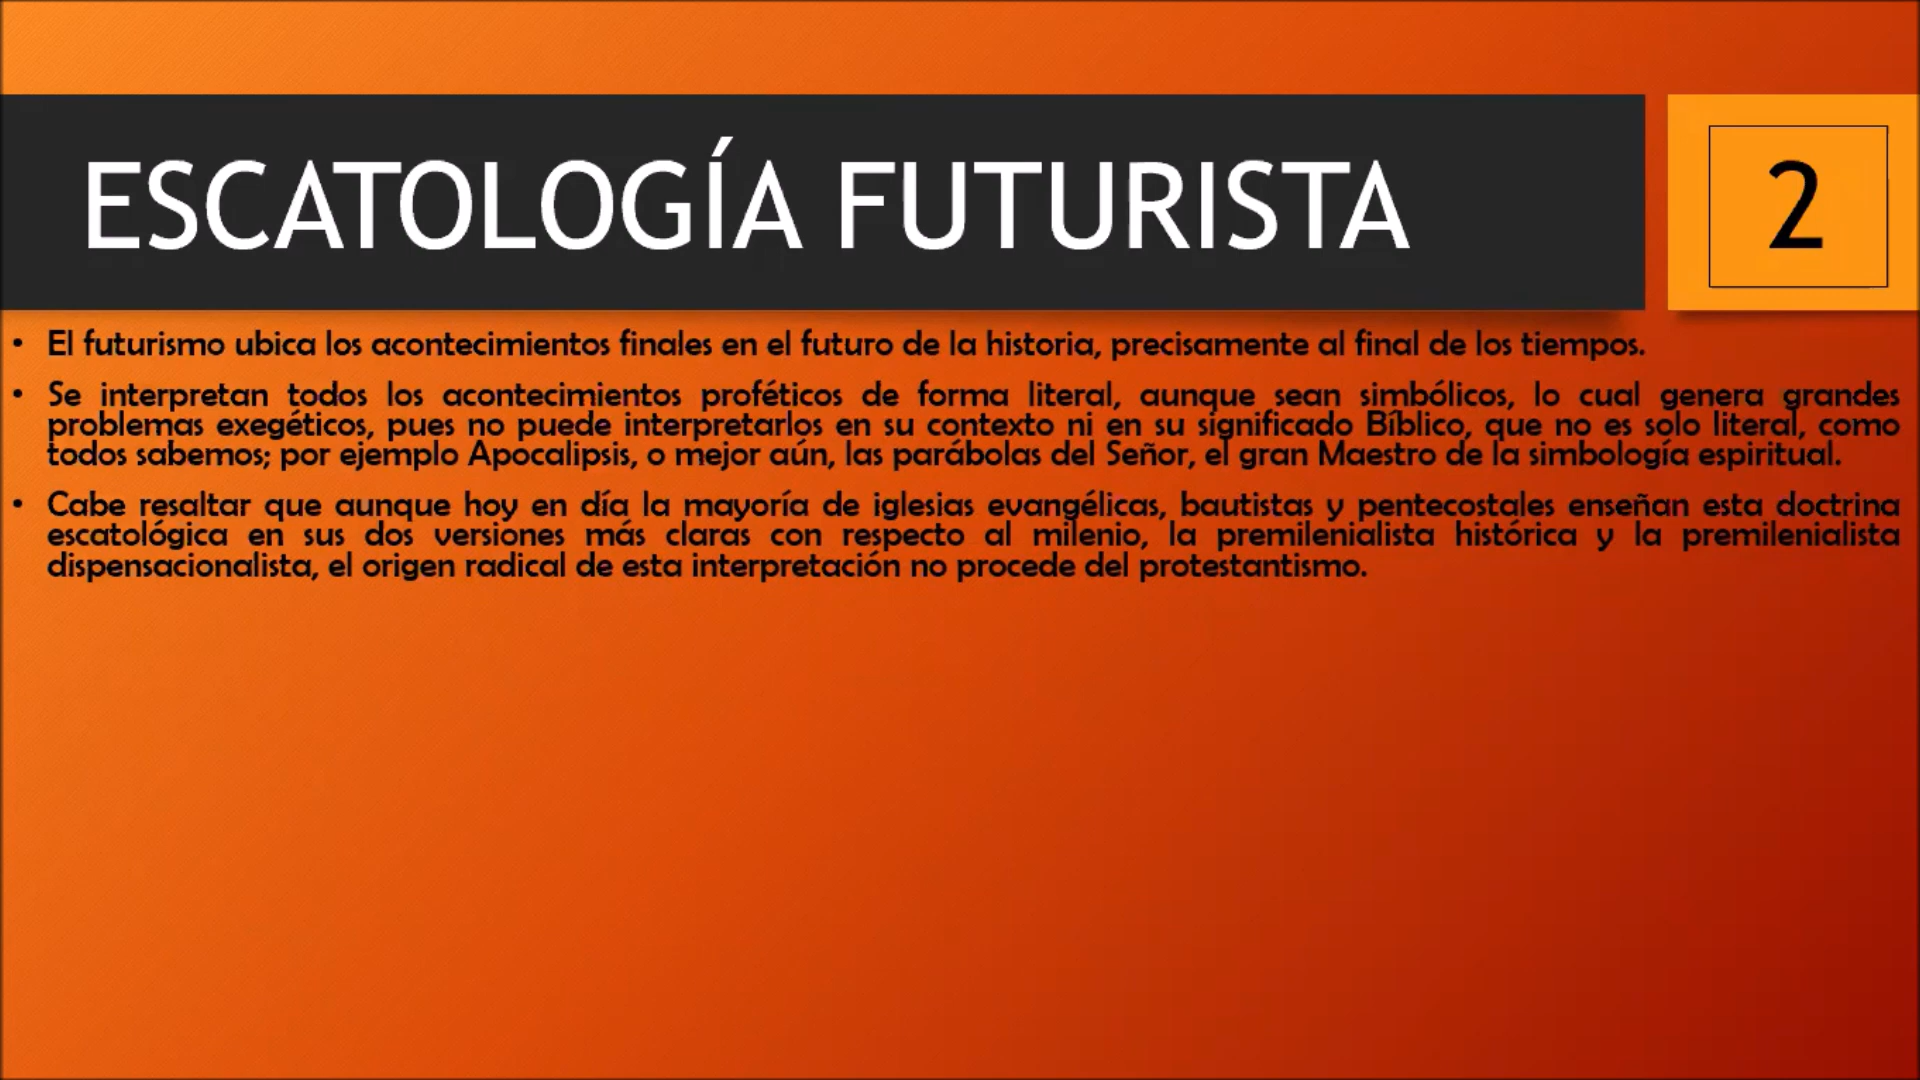 ESCATOLOGÍA FUTURISTA
2
• El futurismo ubica los acontecimientos finales en el futuro de la historia, precisamente al final de los tiempos.
• Se interpretan todos los acontecimientos proféticos de forma literal, aunque sean simbólicos, lo cual genera grandes
problemas exegéticos, pues no puede interpretarlos en su contexto ni en su significado Bíblico, que no es solo literal, como
todos sabemos; por ejemplo Apocalipsis, o mejor aún, las parábolas del Señor, el gran Maestro de la simbología espiritual.
• Cabe resaltar que aunque hoy en día la mayoría de iglesias evangélicas, bautistas y pentecostales enseñan esta doctrina
escatológica en sus dos versiones más claras con respecto al milenio, la premilenialista histórica y la premilenialista
dispensacionalista, el origen radical de esta interpretación no procede del protestantismo.